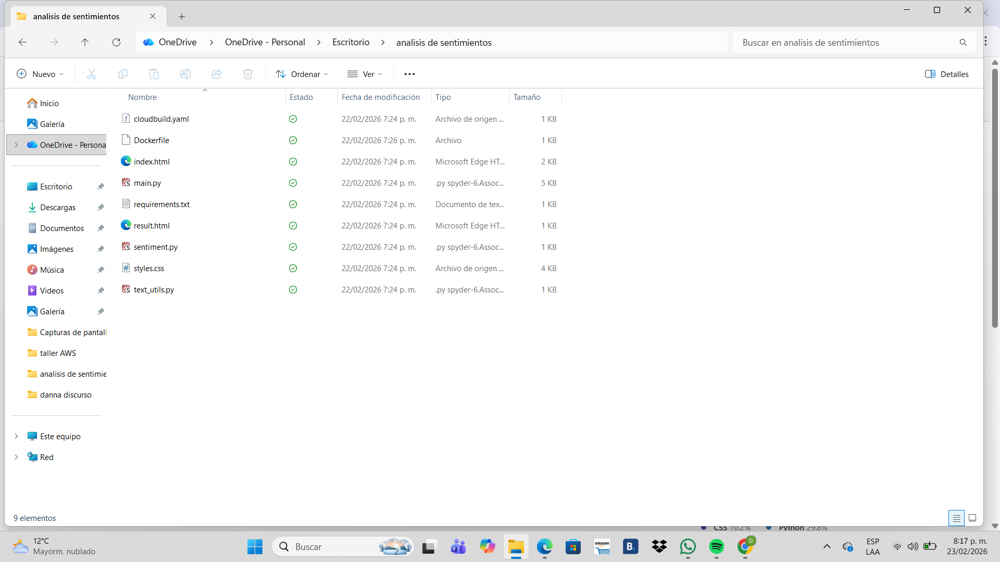 analisis de sentimientos
OneDrive
OneDrive - Personal
Escritorio
analisis de sentimientos
Buscar en analisis de sentimientos
Nuevo
Ordenar
Ver
Detalles
Nombre
Estado
Fecha de modificación
Tipo
Tamaño
Inicio
Galería
OneDrive - Persona
Escritorio
Descargas
Documentos
Imágenes
Música
Videos
Galería
Capturas de pantall
taller AWS
analisis de sentimie
danna discurso
Este equipo
Red
cloudbuild.yaml 22/02/2026 7:24 p. m. Archivo de origen ... 1 KB
Dockerfile 22/02/2026 7:26 p. m. Archivo 1 KB
index.html 22/02/2026 7:24 p. m. Microsoft Edge HT... 2 KB
main.py 22/02/2026 7:24 p. m. .py spyder-6.Assoc... 5 KB
requirements.txt 22/02/2026 7:24 p. m. Documento de tex... 1 KB
result.html 22/02/2026 7:24 p. m. Microsoft Edge HT... 1 KB
sentiment.py 22/02/2026 7:24 p. m. .py spyder-6.Assoc... 1 KB
styles.css 22/02/2026 7:24 p. m. Archivo de origen ... 4 KB
text_utils.py 22/02/2026 7:24 p. m. .py spyder-6.Assoc... 1 KB
9 elementos
CSS 70.2% Python 29.8%
12°C
Mayorm. nublado
Buscar
amazon
B.
D
ESP
LAA
8:17 p. m.
23/02/2026